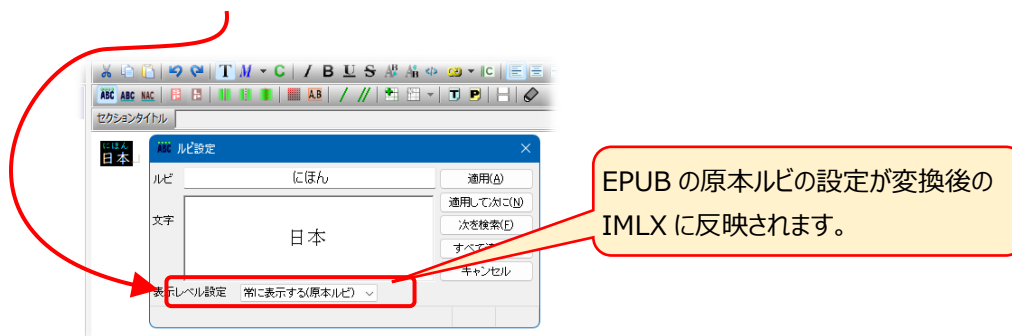 セクションタイトル
にほん
日本
ルビ設定
ルビ
にほん
適用(A)
適用して次に(N)
文字
日本
次を検索(F)
キャンセル
表示レベル設定
常に表示する(原本ルビ)
EPUB の原本ルビの設定が変換後の
IMLX に反映されます。